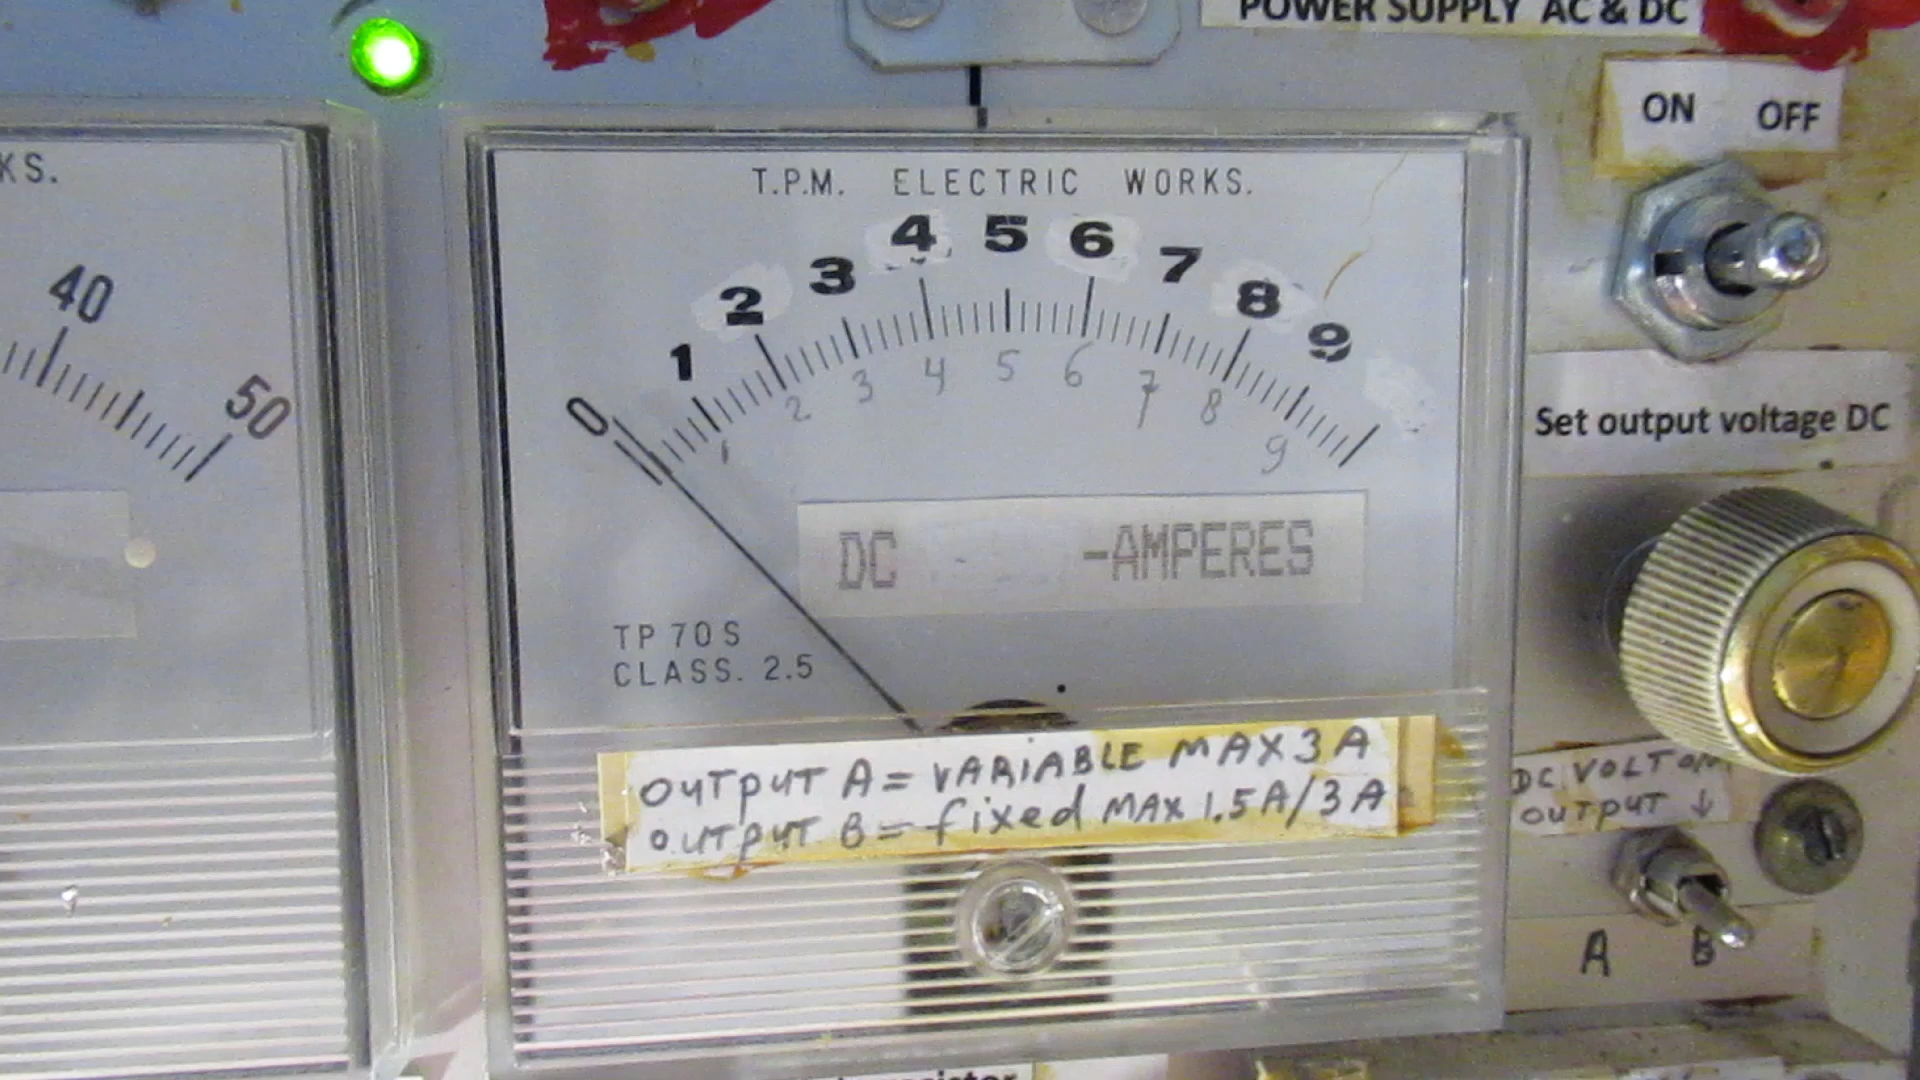 POWER SUPPLY AC & DC
ON OFF
KS.
T.P.M. ELECTRIC WORKS.
40
50
0 1 2 3 4 5 6 7 8 9
1 2 3 4 5 6 7 8 9
Set output voltage DC
DC -AMPERES
TP 70 S
CLASS. 2.5
OUTPUT A = VARIABLE MAX 3 A
OUTPUT B = fixed MAX 1.5A/3A
DC VOLT ON
OUTPUT ↓
A B